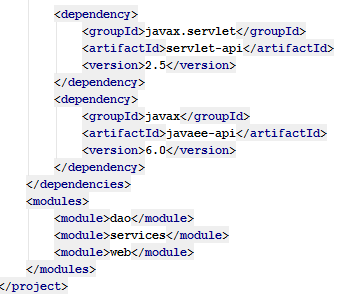 <dependency>
<groupId>javax.servlet</groupId>
<artifactId>servlet-api</artifactId>
<version>2.5</version>
</dependency>
<dependency>
<groupId>javax</groupId>
<artifactId>javaee-api</artifactId>
<version>6.0</version>
</dependency>
</dependencies>
<modules>
<module>dao</module>
<module>services</module>
<module>web</module>
</modules>
</project>